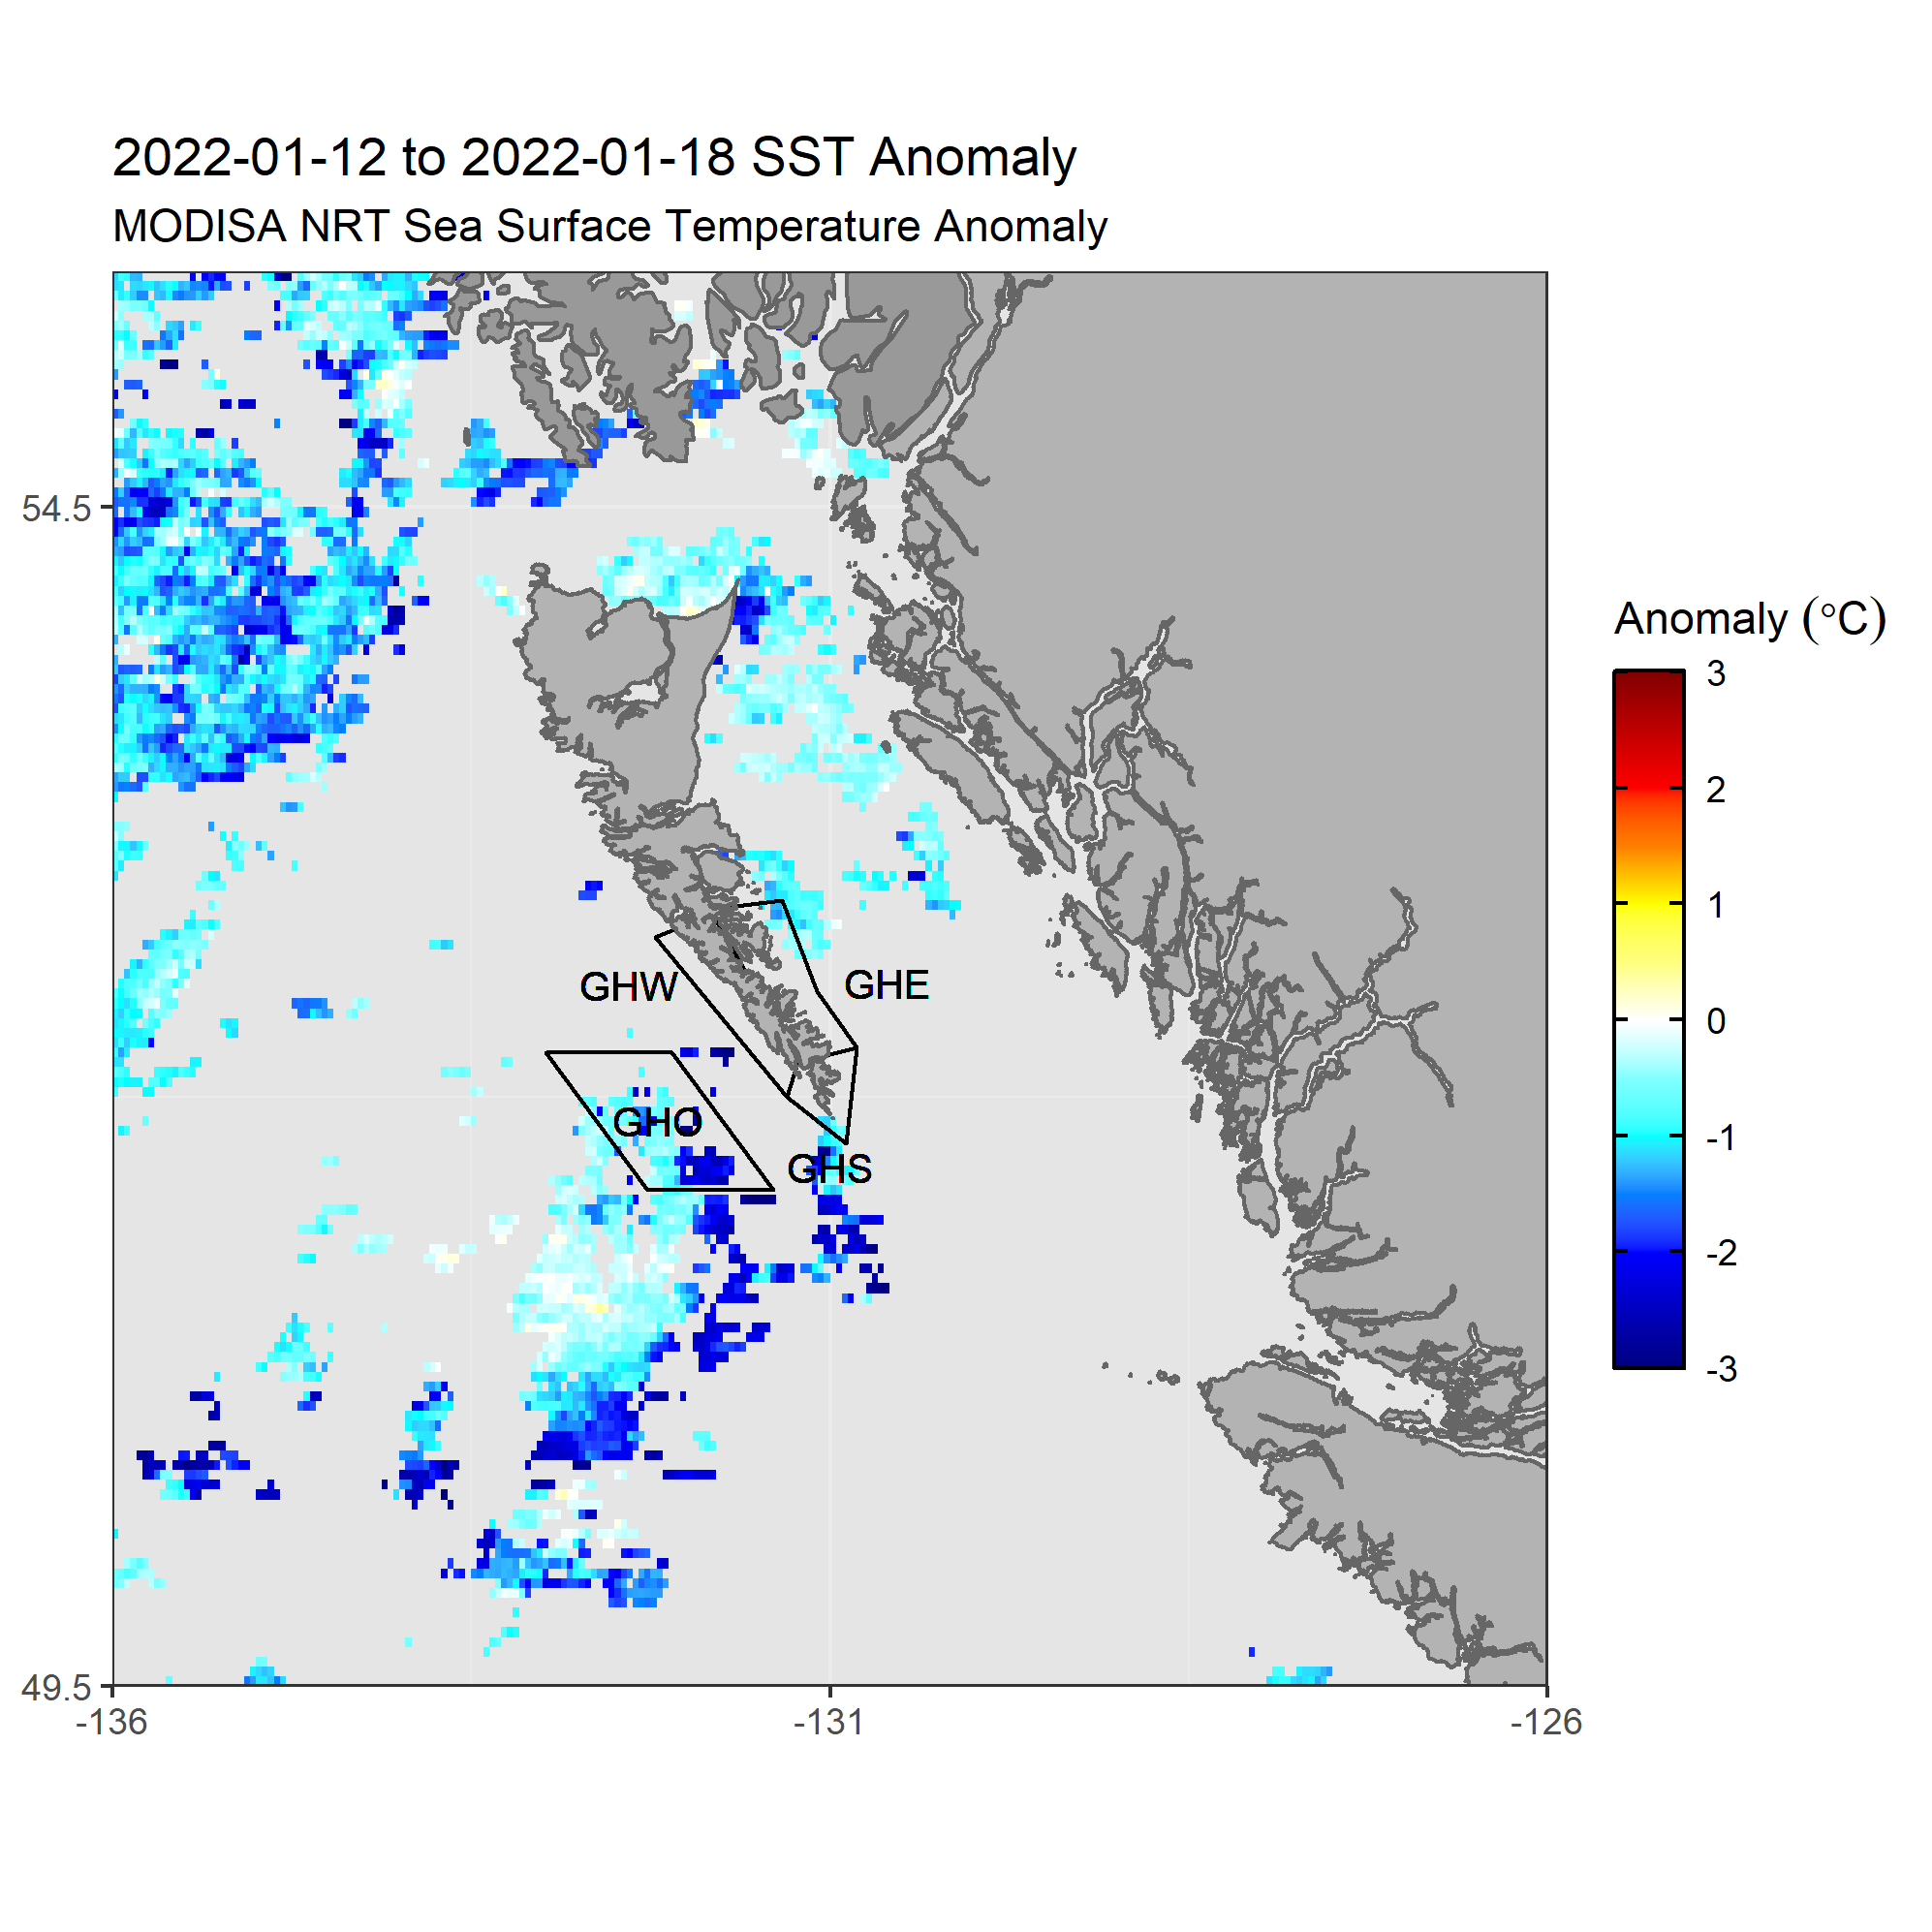 2022-01-12 to 2022-01-18 SST Anomaly
MODISA NRT Sea Surface Temperature Anomaly
54.5
49.5
-136
-131
-126
GHW
GHE
GHO
GHS
Anomaly (°C)
3
2
1
0
-1
-2
-3